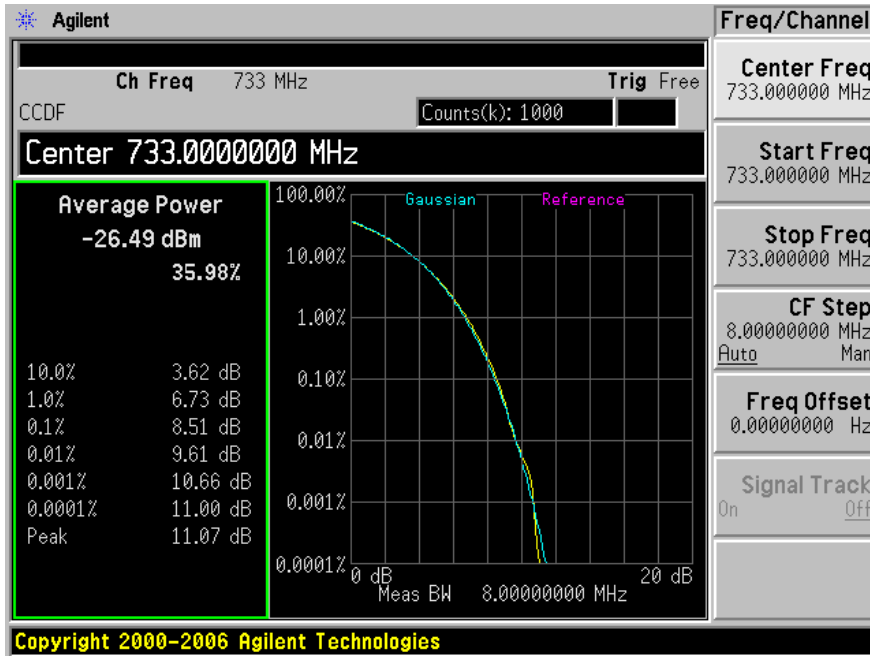 Agilent
Freq/Channel
Ch Freq 733 MHz Trig Free
CCDF Counts(k): 1000
Center 733.0000000 MHz
Average Power
-26.49 dBm
35.98%
10.0% 3.62 dB
1.0% 6.73 dB
0.1% 8.51 dB
0.01% 9.61 dB
0.001% 10.66 dB
0.0001% 11.00 dB
Peak 11.07 dB
Gaussian Reference
100.00%
10.00%
1.00%
0.10%
0.01%
0.001%
0.0001%
0 dB 20 dB
Meas BW 8.00000000 MHz
Center Freq
733.000000 MHz
Start Freq
733.000000 MHz
Stop Freq
733.000000 MHz
CF Step
8.00000000 MHz
Auto Man
Freq Offset
0.00000000 Hz
Signal Track
On Off
Copyright 2000-2006 Agilent Technologies